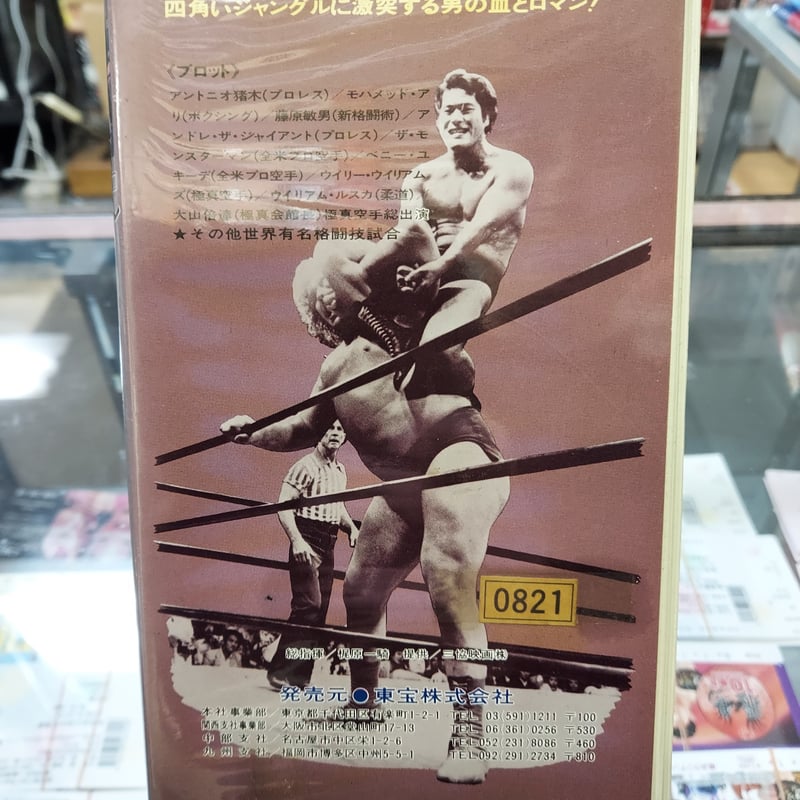 四角いジャングルに激突する男の血とロマン！
《プロット》
アントニオ猪木(プロレス)／モハメッド・ア
リ(ボクシング)／藤原敏男(新格闘術)／ア
ンドレ・ザ・ジャイアント(プロレス)／ザ・モ
ンスターマン(全米プロ空手)／ベニー・ユ
キーデ(全米プロ空手)／ウイリー・ウイリアム
ズ(極真空手)／ウイリアム・ルスカ(柔道)
大山倍達(極真会館長)極真空手総出演
★その他世界有名格闘技試合
0821
総指揮／梶原一騎 提供／三協映画㈱
発売元●東宝株式会社
本社事業部／東京都千代田区有楽町1-2-1 TEL 03(591)1211 〒100
関西支社事業部／大阪市北区 町17-13 TEL 06(361)0256 〒530
中部支社／名古屋市中区栄1-2-6 TEL 052(231)8086 〒460
九州支社／福岡市博多区中州5-5-1 TEL 092(291)2734 〒810